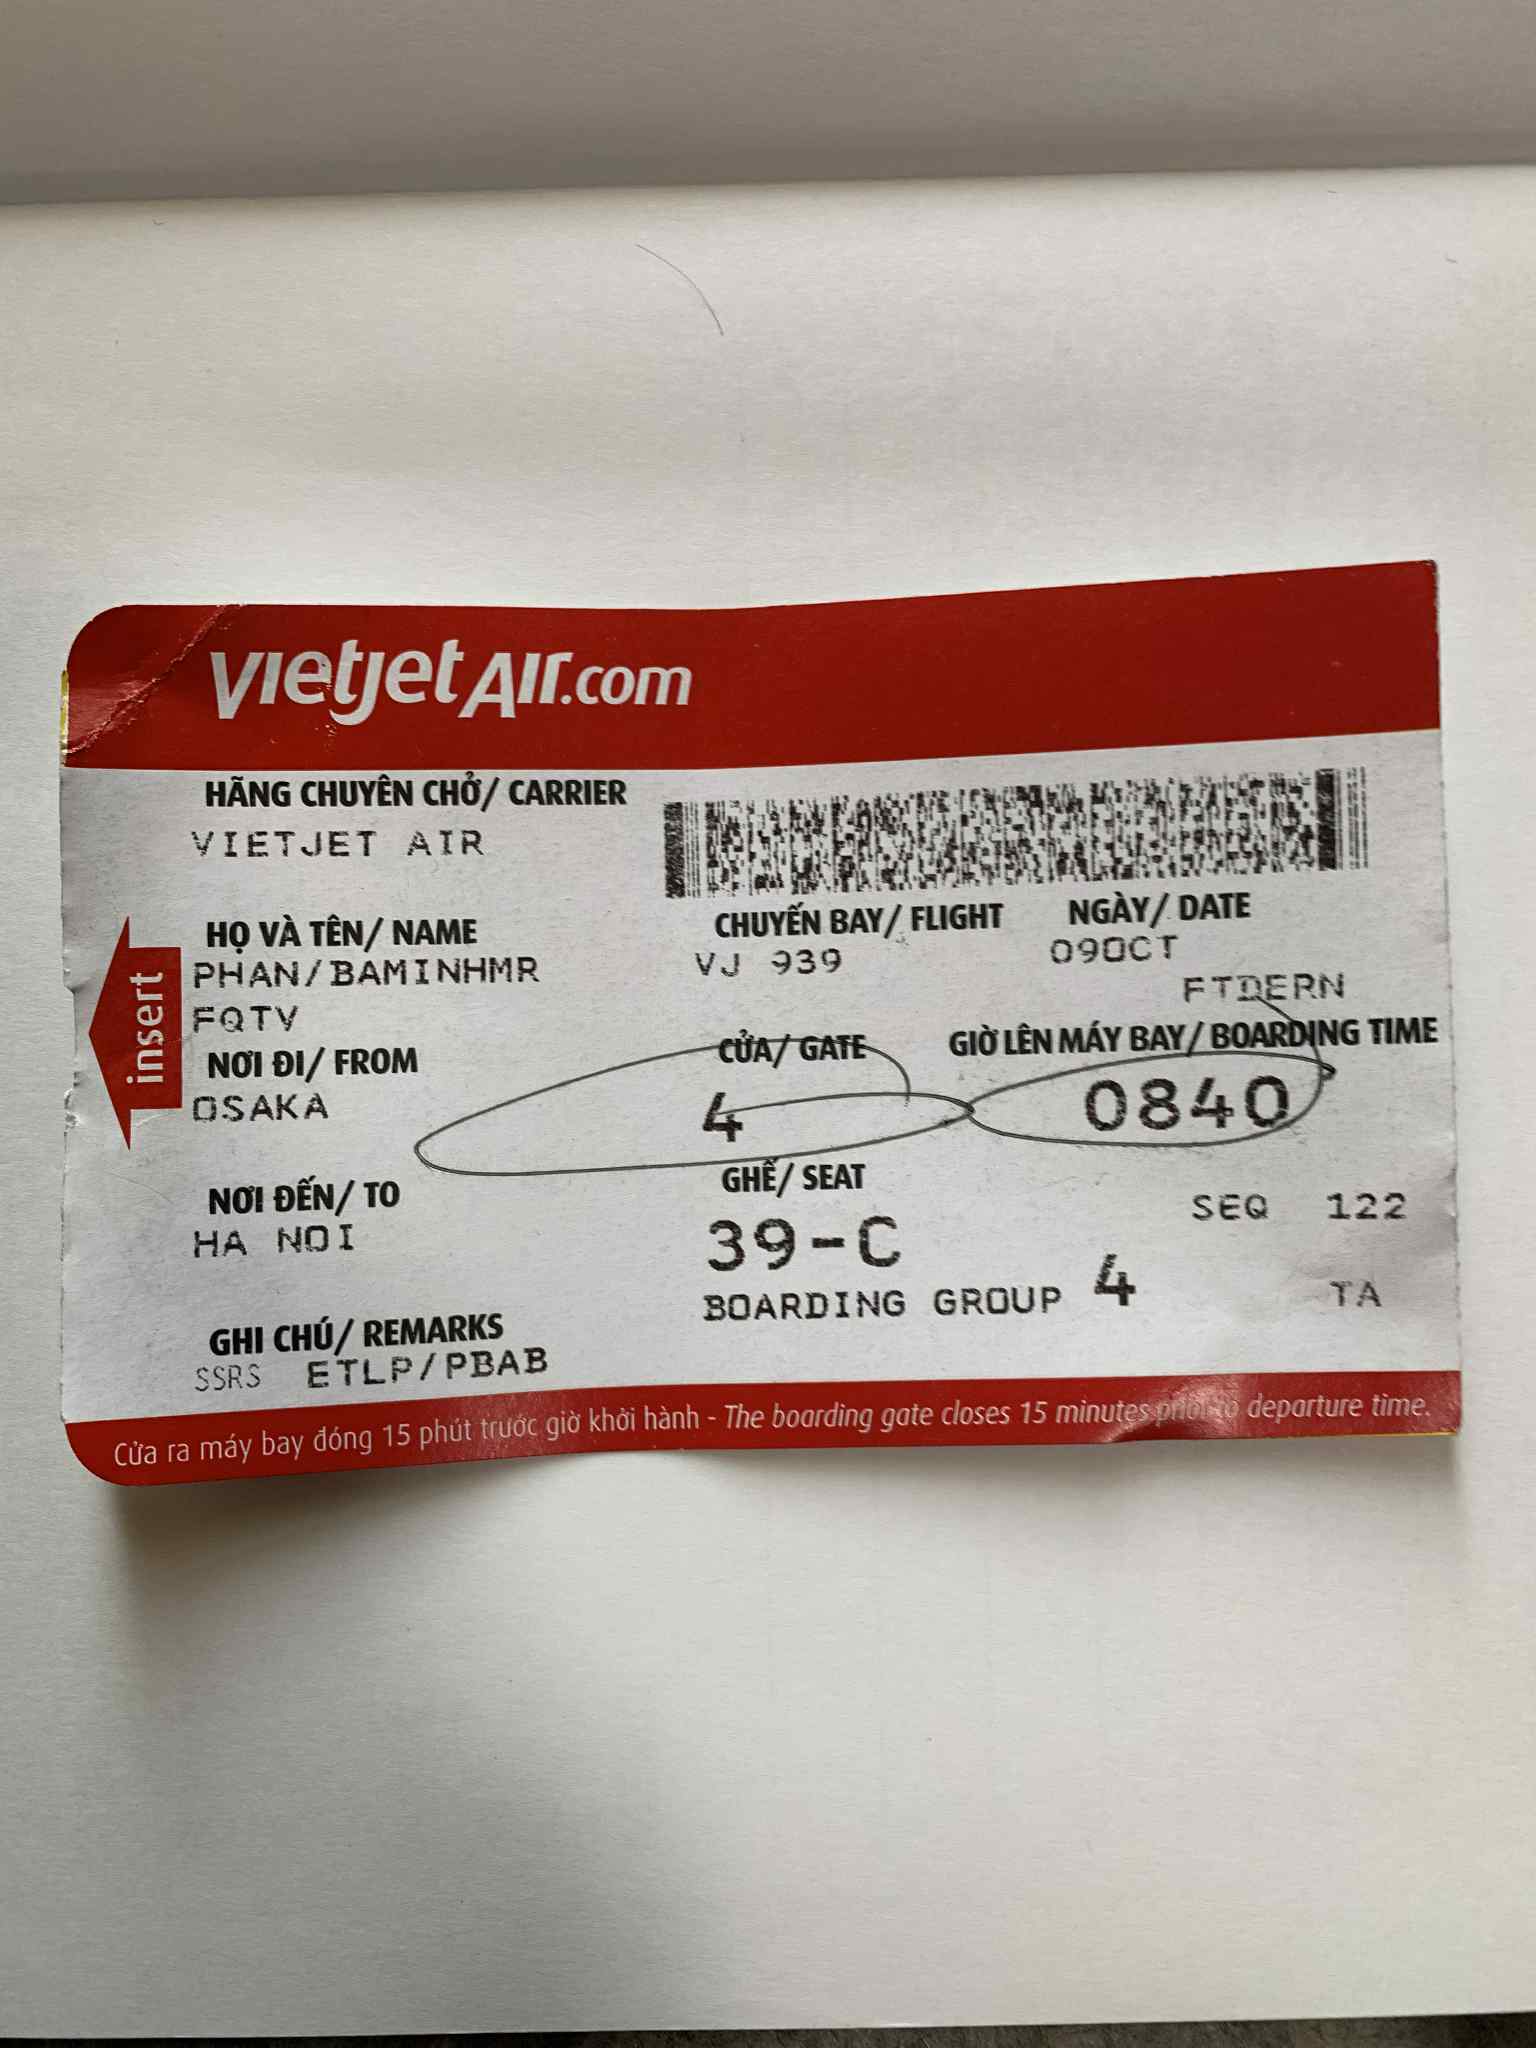 vietjet Air.com
HÃNG CHUYÊN CHỞ/ CARRIER
VIETJET AIR
HỌ VÀ TÊN/ NAME
PHAN/BAMINHMR
FQTV
CHUYẾN BAY/ FLIGHT
VJ 939
NGÀY/ DATE
09OCT
FTDERN
insert
NƠI ĐI/ FROM
OSAKA
CỬA/ GATE
4
GIỜ LÊN MÁY BAY/ BOARDING TIME
0840
NƠI ĐẾN/ TO
HA NOI
GHẾ/ SEAT
39-C
SEQ 122
BOARDING GROUP 4
TA
GHI CHÚ/ REMARKS
SSRS ETLP/PBAB
Cửa ra máy bay đóng 15 phút trước giờ khởi hành - The boarding gate closes 15 minutes prior to departure time.